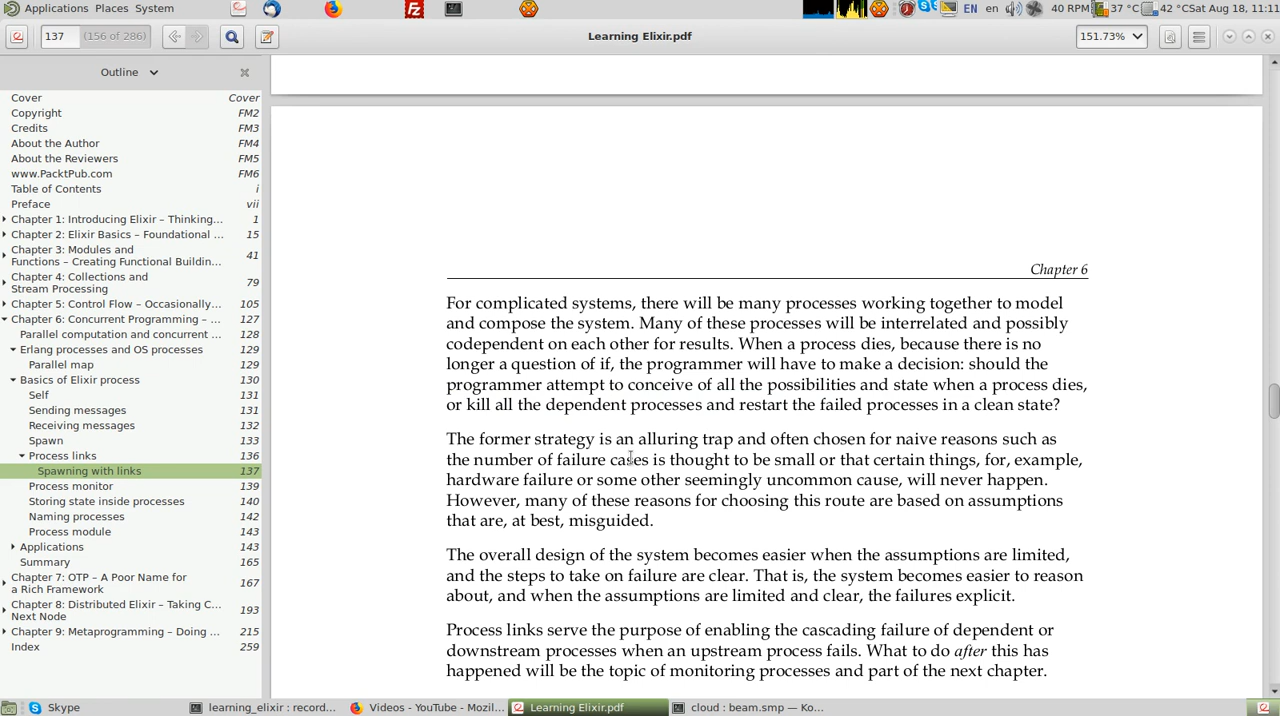 Applications Places System EN en 40 RPM 37 °C 42 °C Sat Aug 18, 11:11
137 (156 of 286) Learning Elixir.pdf 151.73%
Outline
Cover Cover
Copyright FM2
Credits FM3
About the Author FM4
About the Reviewers FM5
www.PacktPub.com FM6
Table of Contents i
Preface vii
Chapter 1: Introducing Elixir – Thinking... 1
Chapter 2: Elixir Basics – Foundational ... 15
Chapter 3: Modules and
Functions – Creating Functional Buildin... 41
Chapter 4: Collections and
Stream Processing 79
Chapter 5: Control Flow – Occasionally... 105
Chapter 6: Concurrent Programming – ... 127
Parallel computation and concurrent ... 128
Erlang processes and OS processes 129
Parallel map 129
Basics of Elixir process 130
Self 131
Sending messages 131
Receiving messages 132
Spawn 133
Process links 136
Spawning with links 137
Process monitor 139
Storing state inside processes 140
Naming processes 142
Process module 143
Applications 143
Summary 165
Chapter 7: OTP – A Poor Name for
a Rich Framework 167
Chapter 8: Distributed Elixir – Taking C...
Next Node 193
Chapter 9: Metaprogramming – Doing ... 215
Index 259
Chapter 6
For complicated systems, there will be many processes working together to model
and compose the system. Many of these processes will be interrelated and possibly
codependent on each other for results. When a process dies, because there is no
longer a question of if, the programmer will have to make a decision: should the
programmer attempt to conceive of all the possibilities and state when a process dies,
or kill all the dependent processes and restart the failed processes in a clean state?
The former strategy is an alluring trap and often chosen for naive reasons such as
the number of failure cases is thought to be small or that certain things, for, example,
hardware failure or some other seemingly uncommon cause, will never happen.
However, many of these reasons for choosing this route are based on assumptions
that are, at best, misguided.
The overall design of the system becomes easier when the assumptions are limited,
and the steps to take on failure are clear. That is, the system becomes easier to reason
about, and when the assumptions are limited and clear, the failures explicit.
Process links serve the purpose of enabling the cascading failure of dependent or
downstream processes when an upstream process fails. What to do after this has
happened will be the topic of monitoring processes and part of the next chapter.
Skype learning_elixir : record... Videos - YouTube - Mozil... Learning Elixir.pdf cloud : beam.smp — Ko...